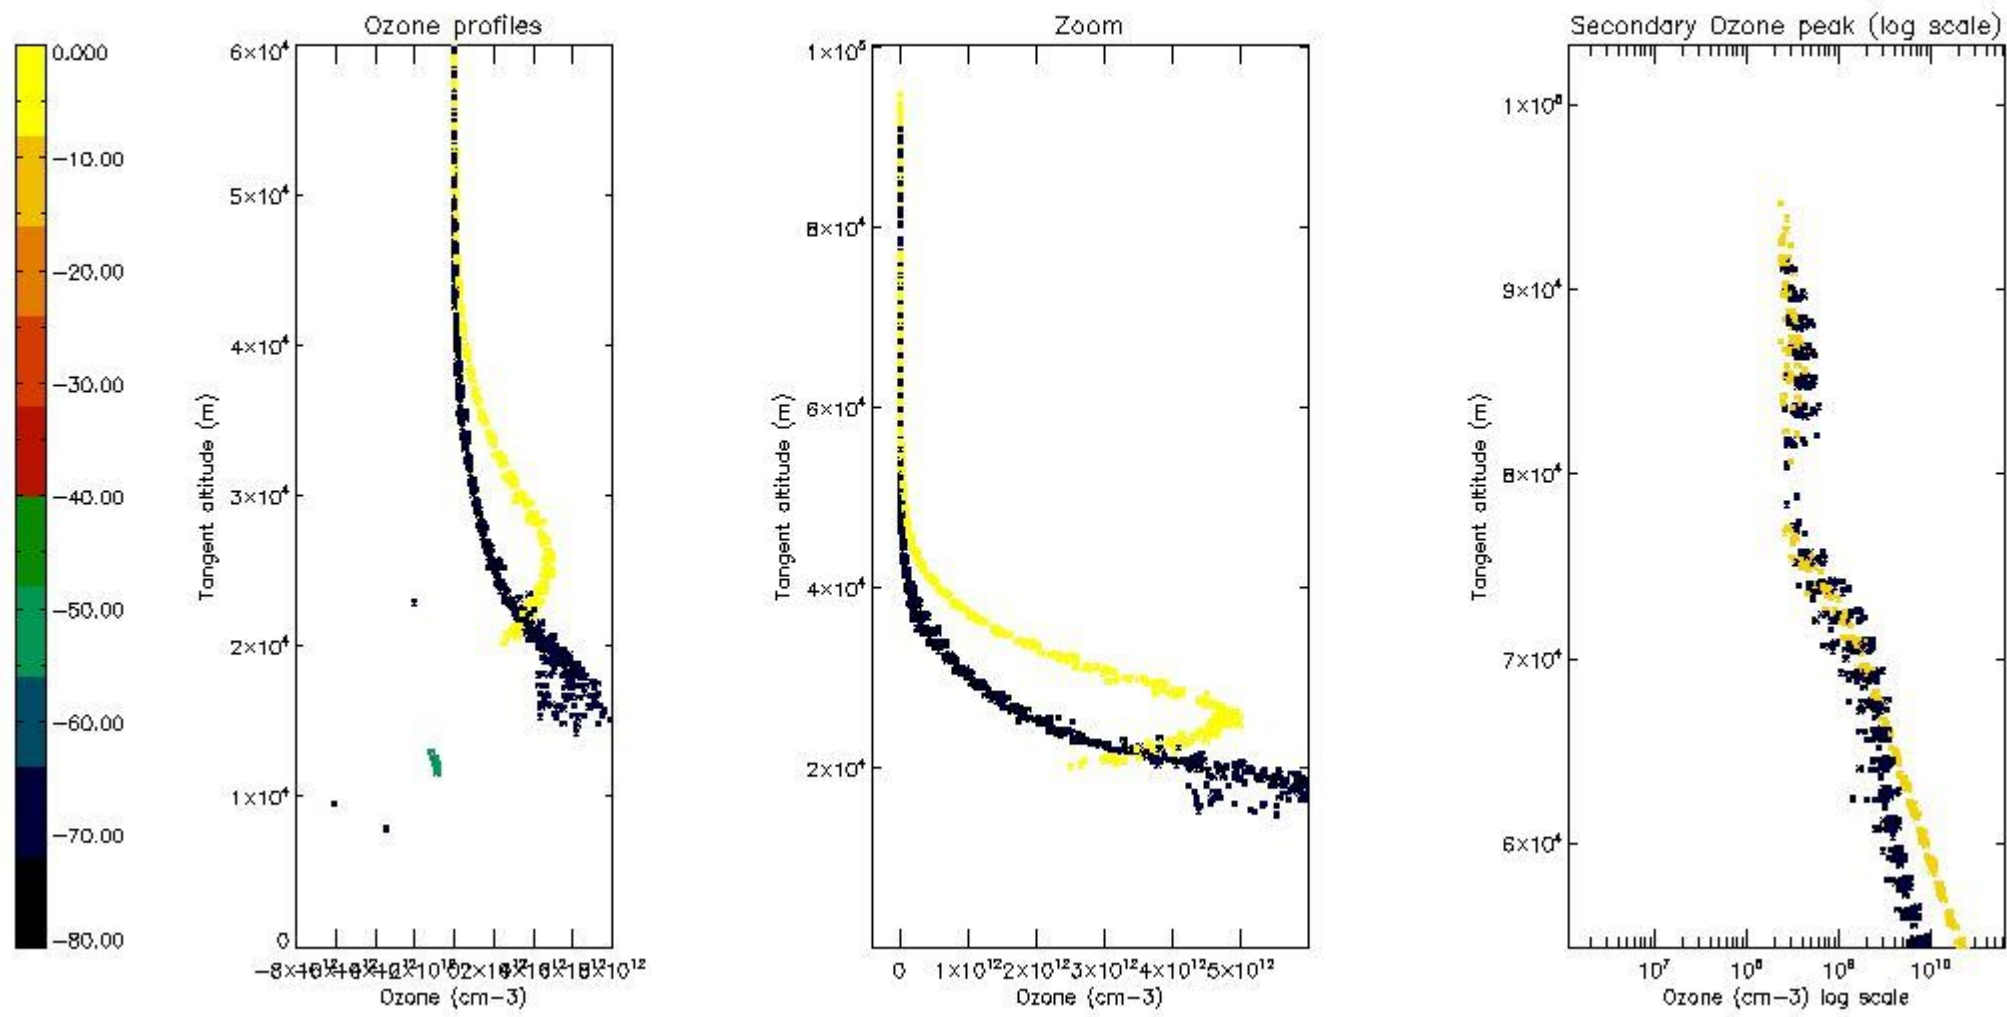 Ozone profiles
Zoom
Secondary Ozone peak (log scale)
0.000
−10.00
−20.00
−30.00
−40.00
−50.00
−60.00
−70.00
−80.00
6×10⁴
5×10⁴
4×10⁴
3×10⁴
2×10⁴
1×10⁴
0
Tangent altitude (m)
Ozone (cm−3)
1×10⁵
8×10⁴
6×10⁴
4×10⁴
2×10⁴
Tangent altitude (m)
0 1×10¹² 2×10¹² 3×10¹² 4×10¹² 5×10¹²
Ozone (cm−3)
9×10⁴
8×10⁴
7×10⁴
6×10⁴
Tangent altitude (m)
10⁷ 10⁸ 10⁹ 10¹⁰
Ozone (cm−3) log scale